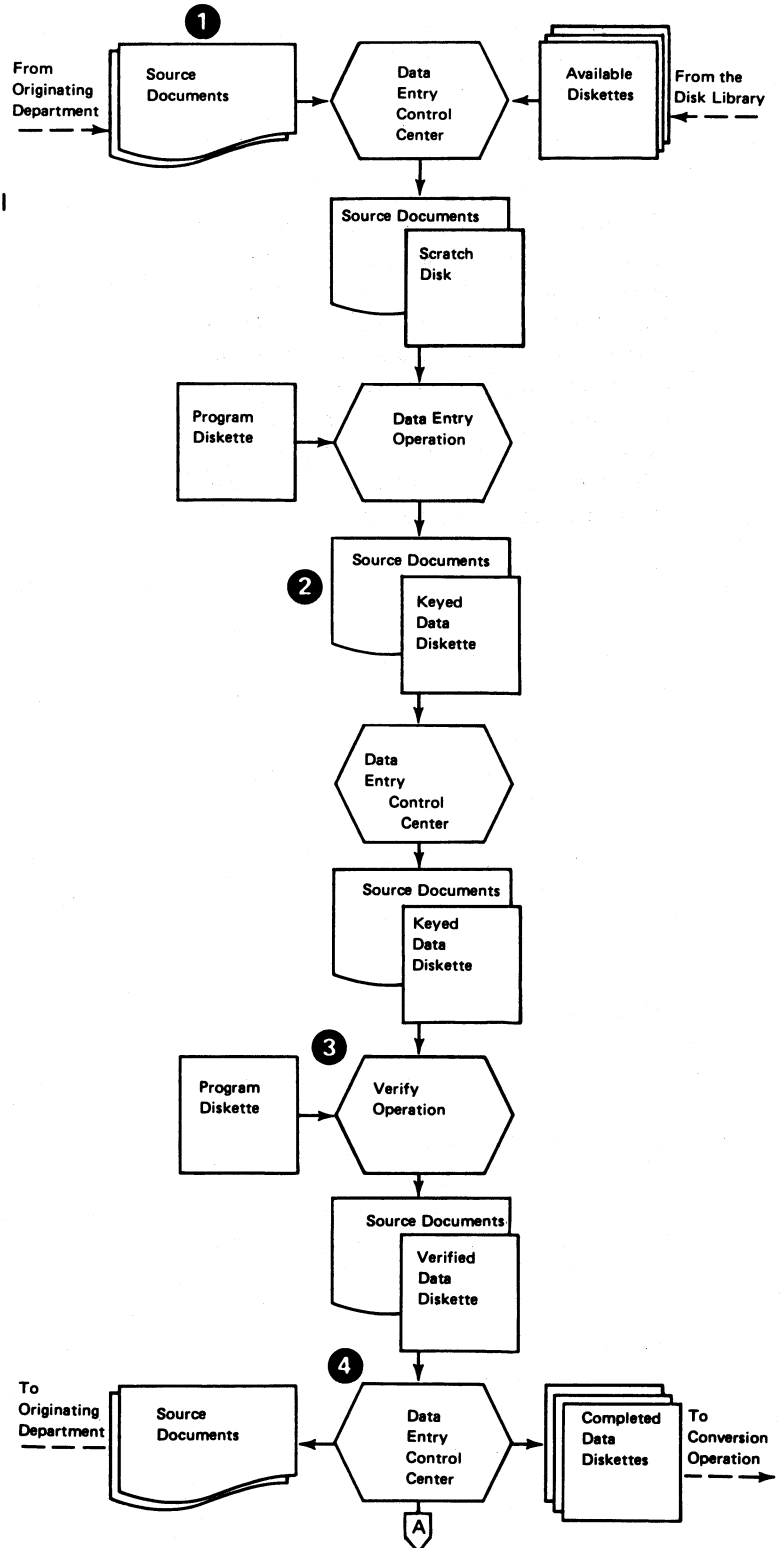 1
From
Originating
Department
Source
Documents
Data
Entry
Control
Center
Available
Diskettes
From the
Disk Library
Source Documents
Scratch
Disk
Program
Diskette
Data Entry
Operation
2
Source Documents
Keyed
Data
Diskette
Data
Entry
Control
Center
Source Documents
Keyed
Data
Diskette
3
Program
Diskette
Verify
Operation
Source Documents
Verified
Data
Diskette
4
To
Originating
Department
Source
Documents
Data
Entry
Control
Center
Completed
Data
Diskettes
To
Conversion
Operation
A